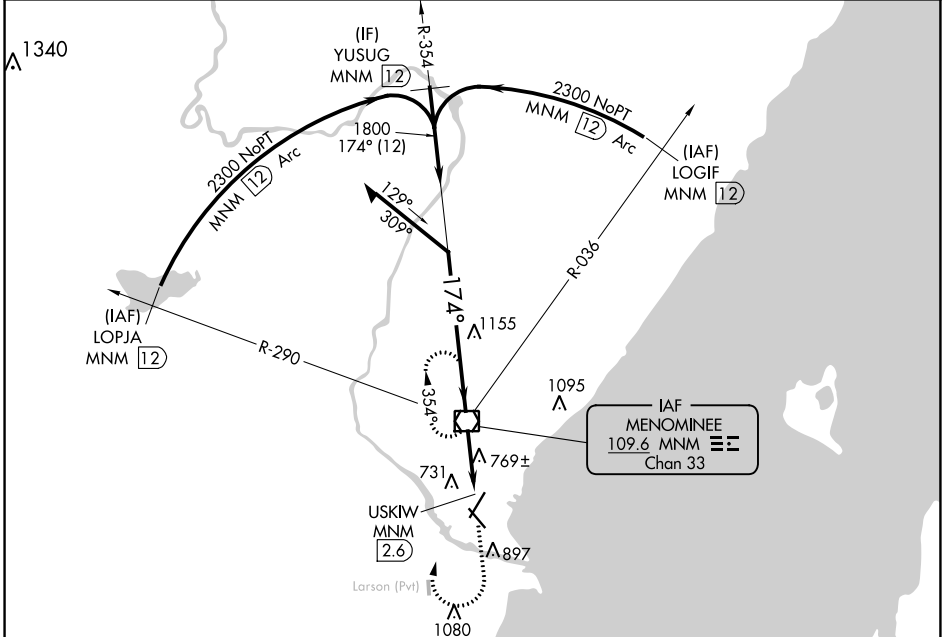 1340
(IF)
YUSUG
MNM 12
R-354
2300 NoPT
MNM 12 Arc
2300 NoPT
MNM 12 Arc
1800
174° (12)
(IAF)
LOGIF
MNM 12
129°
309°
R-036
174°
(IAF)
LOPJA
MNM 12
R-290
1155
354°
1095
IAF
MENOMINEE
109.6 MNM
Chan 33
769±
731
USKIW
MNM
2.6
897
Larson (Pvt)
1080